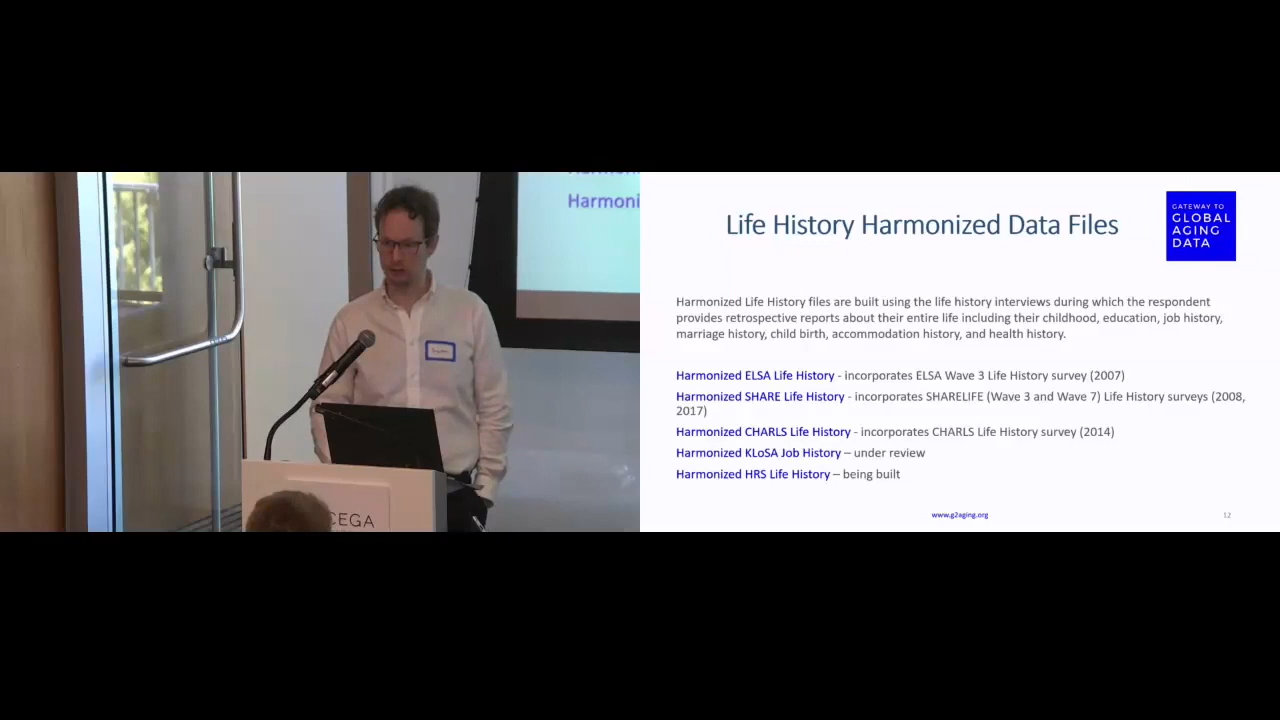 Harmoni
CEGA
Life History Harmonized Data Files
GATEWAY TO
GLOBAL
AGING
DATA
Harmonized Life History files are built using the life history interviews during which the respondent
provides retrospective reports about their entire life including their childhood, education, job history,
marriage history, child birth, accommodation history, and health history.
Harmonized ELSA Life History - incorporates ELSA Wave 3 Life History survey (2007)
Harmonized SHARE Life History - incorporates SHARELIFE (Wave 3 and Wave 7) Life History surveys (2008,
2017)
Harmonized CHARLS Life History - incorporates CHARLS Life History survey (2014)
Harmonized KLoSA Job History – under review
Harmonized HRS Life History – being built
www.g2aging.org
12